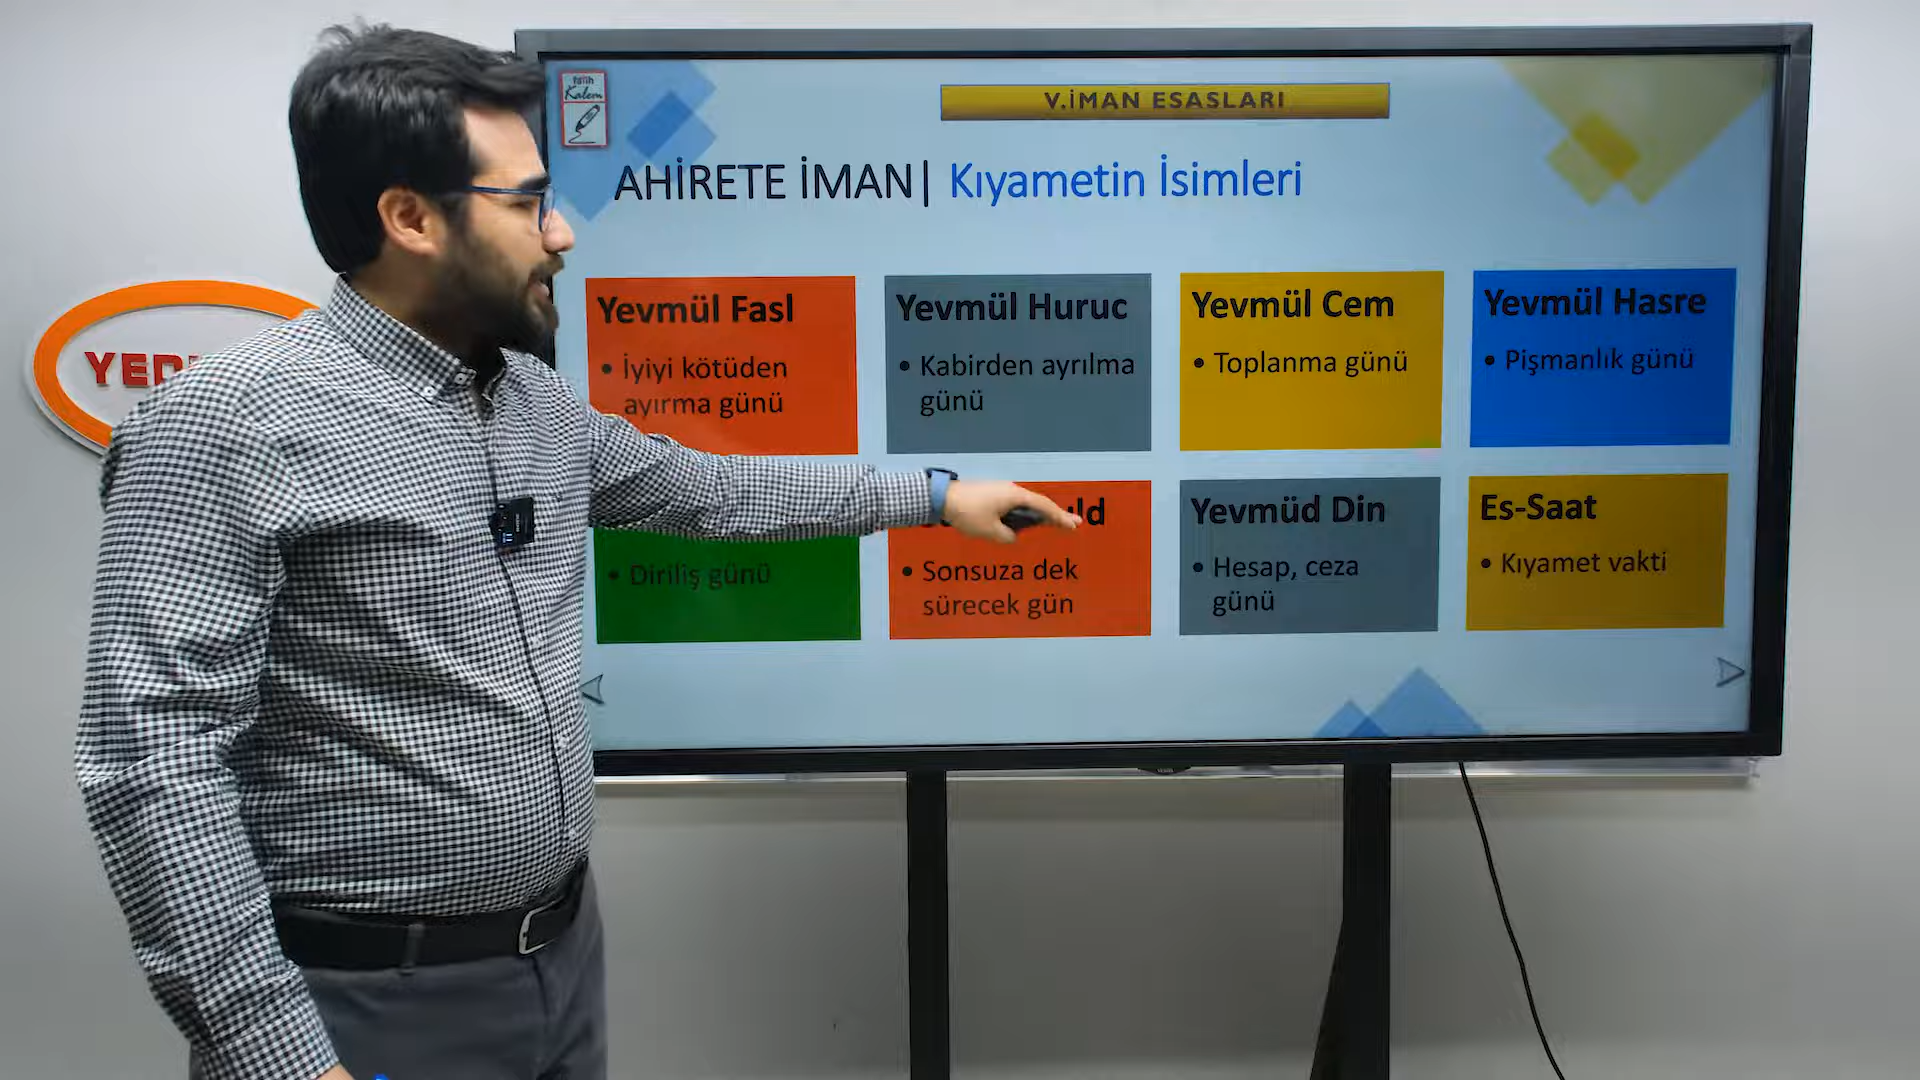 Fatih
Kalem
V.İMAN ESASLARI
AHİRETE İMAN| Kıyametin İsimleri
Yevmül Fasl
• İyiyi kötüden
ayırma günü
Yevmül Huruc
• Kabirden ayrılma
günü
Yevmül Cem
• Toplanma günü
Yevmül Hasre
• Pişmanlık günü
• Diriliş günü
• Sonsuza dek
sürecek gün
Yevmüd Din
• Hesap, ceza
günü
Es-Saat
• Kıyamet vakti